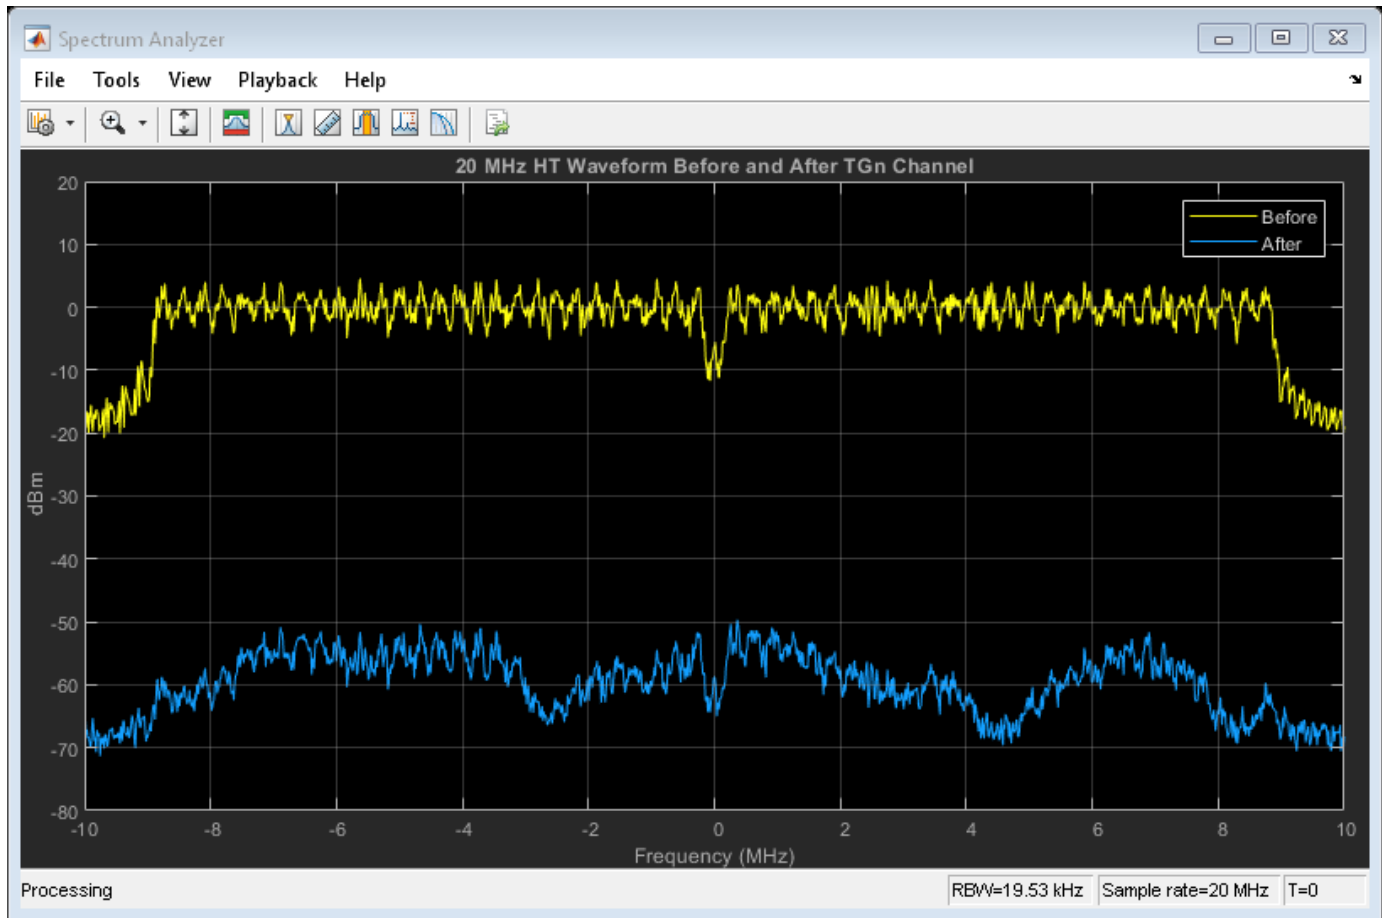 Spectrum Analyzer
File Tools View Playback Help
20 MHz HT Waveform Before and After TGn Channel
20
10
0
-10
-20
-30
-40
-50
-60
-70
-80
dBm
Before
After
-10 -8 -6 -4 -2 0 2 4 6 8 10
Frequency (MHz)
Processing RBW=19.53 kHz Sample rate=20 MHz T=0